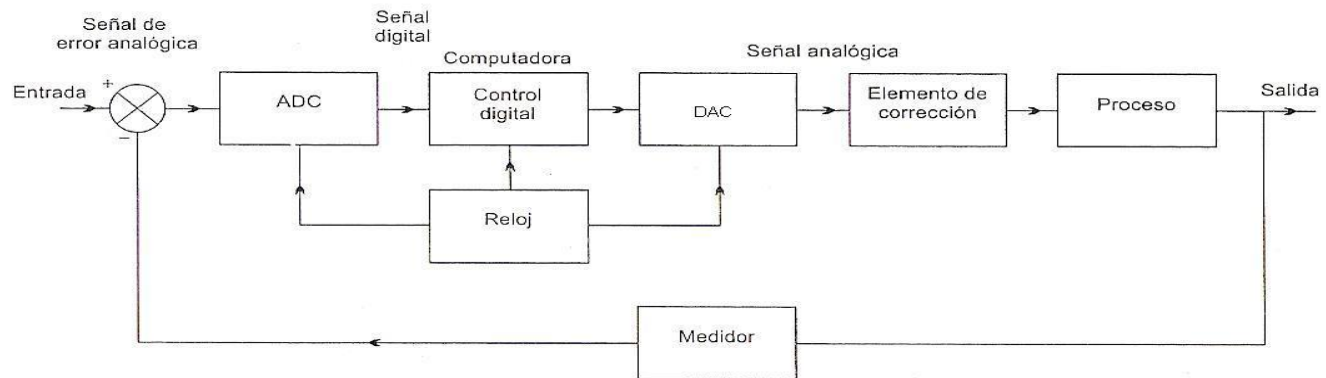 Señal de
error analógica
Señal
digital
Computadora
Señal analógica
Entrada
+
−
ADC
Control
digital
DAC
Elemento de
corrección
Proceso
Salida
Reloj
Medidor